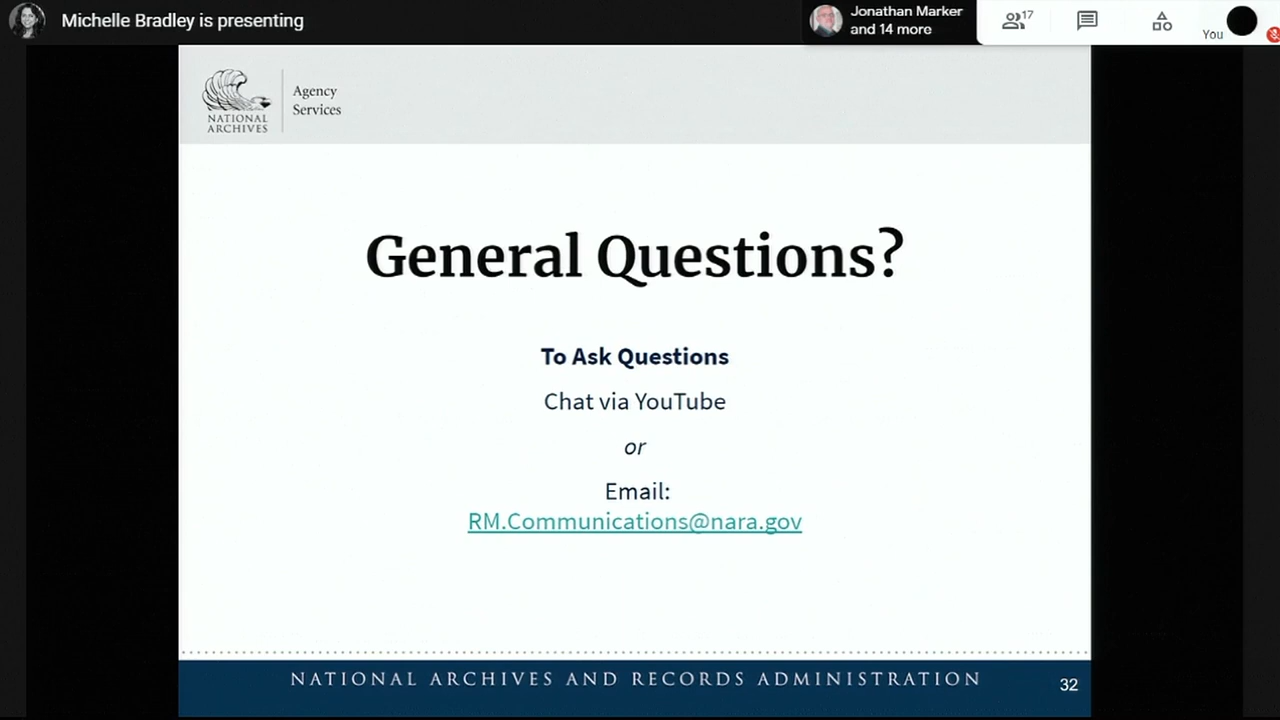 Michelle Bradley is presenting
Jonathan Marker
and 14 more
17
You
NATIONAL
ARCHIVES
Agency
Services
General Questions?
To Ask Questions
Chat via YouTube
or
Email:
RM.Communications@nara.gov
NATIONAL ARCHIVES AND RECORDS ADMINISTRATION
32